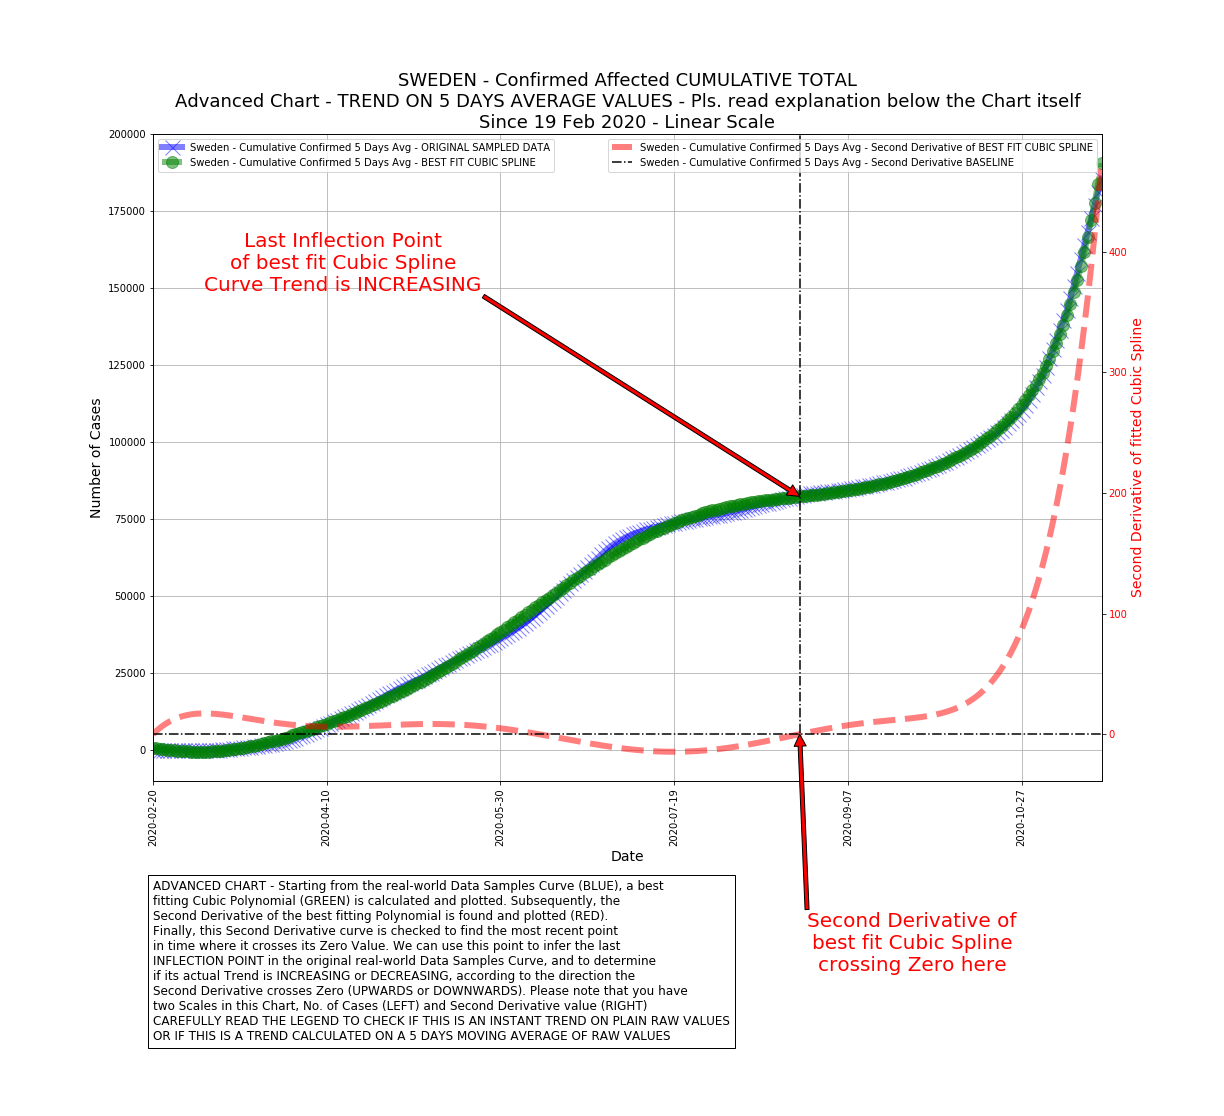 SWEDEN - Confirmed Affected CUMULATIVE TOTAL
Advanced Chart - TREND ON 5 DAYS AVERAGE VALUES - Pls. read explanation below the Chart itself
Since 19 Feb 2020 - Linear Scale
Sweden - Cumulative Confirmed 5 Days Avg - ORIGINAL SAMPLED DATA
Sweden - Cumulative Confirmed 5 Days Avg - BEST FIT CUBIC SPLINE
Sweden - Cumulative Confirmed 5 Days Avg - Second Derivative of BEST FIT CUBIC SPLINE
Sweden - Cumulative Confirmed 5 Days Avg - Second Derivative BASELINE
Last Inflection Point
of best fit Cubic Spline
Curve Trend is INCREASING
Number of Cases
200000
175000
150000
125000
100000
75000
50000
25000
0
Second Derivative of fitted Cubic Spline
400
300
200
100
0
2020-02-20
2020-04-10
2020-05-30
2020-07-19
2020-09-07
2020-10-27
Date
Second Derivative of
best fit Cubic Spline
crossing Zero here
ADVANCED CHART - Starting from the real-world Data Samples Curve (BLUE), a best
fitting Cubic Polynomial (GREEN) is calculated and plotted. Subsequently, the
Second Derivative of the best fitting Polynomial is found and plotted (RED).
Finally, this Second Derivative curve is checked to find the most recent point
in time where it crosses its Zero Value. We can use this point to infer the last
INFLECTION POINT in the original real-world Data Samples Curve, and to determine
if its actual Trend is INCREASING or DECREASING, according to the direction the
Second Derivative crosses Zero (UPWARDS or DOWNWARDS). Please note that you have
two Scales in this Chart, No. of Cases (LEFT) and Second Derivative value (RIGHT)
CAREFULLY READ THE LEGEND TO CHECK IF THIS IS AN INSTANT TREND ON PLAIN RAW VALUES
OR IF THIS IS A TREND CALCULATED ON A 5 DAYS MOVING AVERAGE OF RAW VALUES